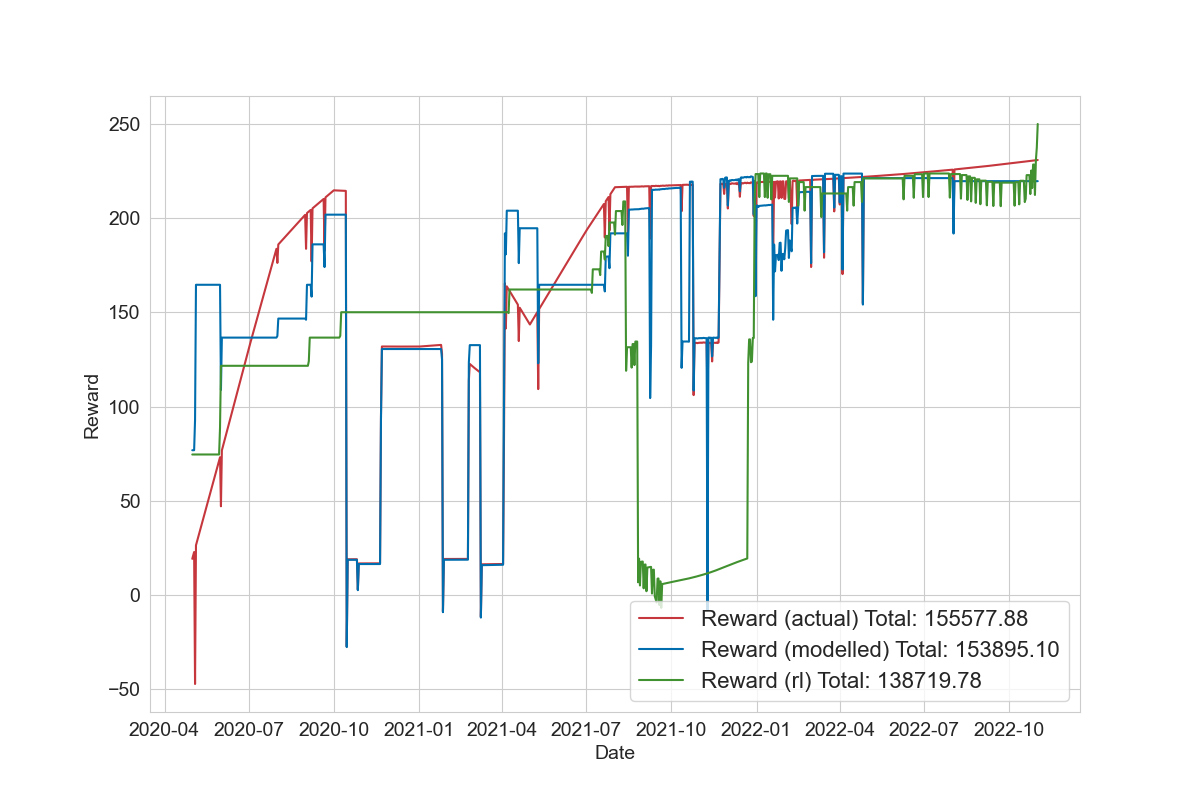 250
200
150
100
50
0
−50
Reward
Reward (actual) Total: 155577.88
Reward (modelled) Total: 153895.10
Reward (rl) Total: 138719.78
2020-04 2020-07 2020-10 2021-01 2021-04 2021-07 2021-10 2022-01 2022-04 2022-07 2022-10
Date